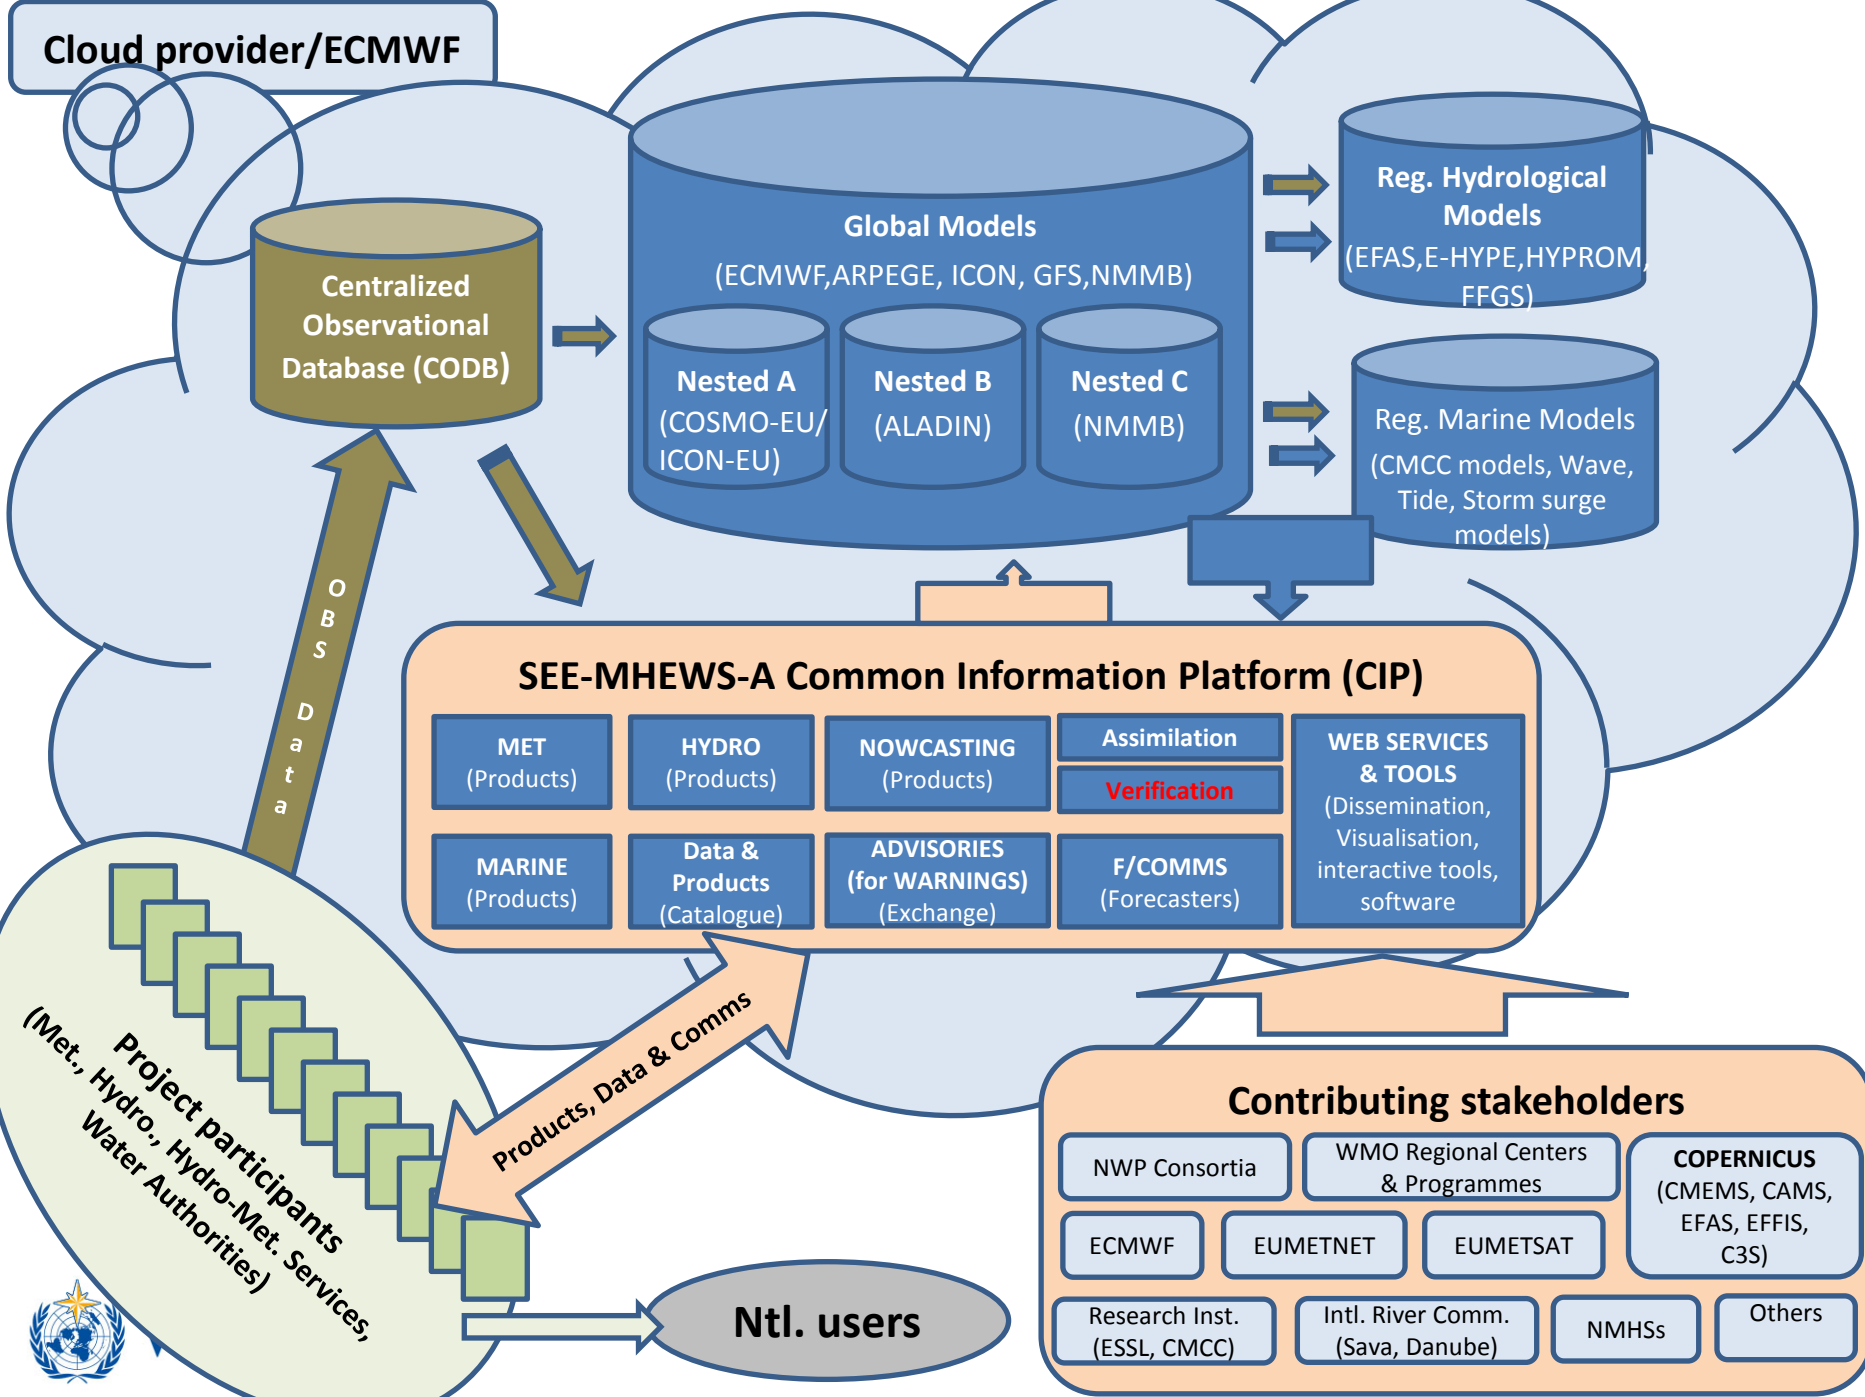 Cloud provider/ECMWF
Centralized
Observational
Database (CODB)
Global Models
(ECMWF,ARPEGE, ICON, GFS,NMMB)
Nested A
(COSMO-EU/
ICON-EU)
Nested B
(ALADIN)
Nested C
(NMMB)
Reg. Hydrological
Models
(EFAS,E-HYPE,HYPROM,
FFGS)
Reg. Marine Models
(CMCC models, Wave,
Tide, Storm surge
models)
OBS Data
SEE-MHEWS-A Common Information Platform (CIP)
MET
(Products)
HYDRO
(Products)
NOWCASTING
(Products)
Assimilation
Verification
WEB SERVICES
& TOOLS
(Dissemination,
Visualisation,
interactive tools,
software
MARINE
(Products)
Data &
Products
(Catalogue)
ADVISORIES
(for WARNINGS)
(Exchange)
F/COMMS
(Forecasters)
Products, Data & Comms
Project participants
(Met., Hydro., Hydro-Met. Services,
Water Authorities)
Ntl. users
Contributing stakeholders
NWP Consortia
WMO Regional Centers
& Programmes
COPERNICUS
(CMEMS, CAMS,
EFAS, EFFIS,
C3S)
ECMWF
EUMETNET
EUMETSAT
Research Inst.
(ESSL, CMCC)
Intl. River Comm.
(Sava, Danube)
NMHSs
Others